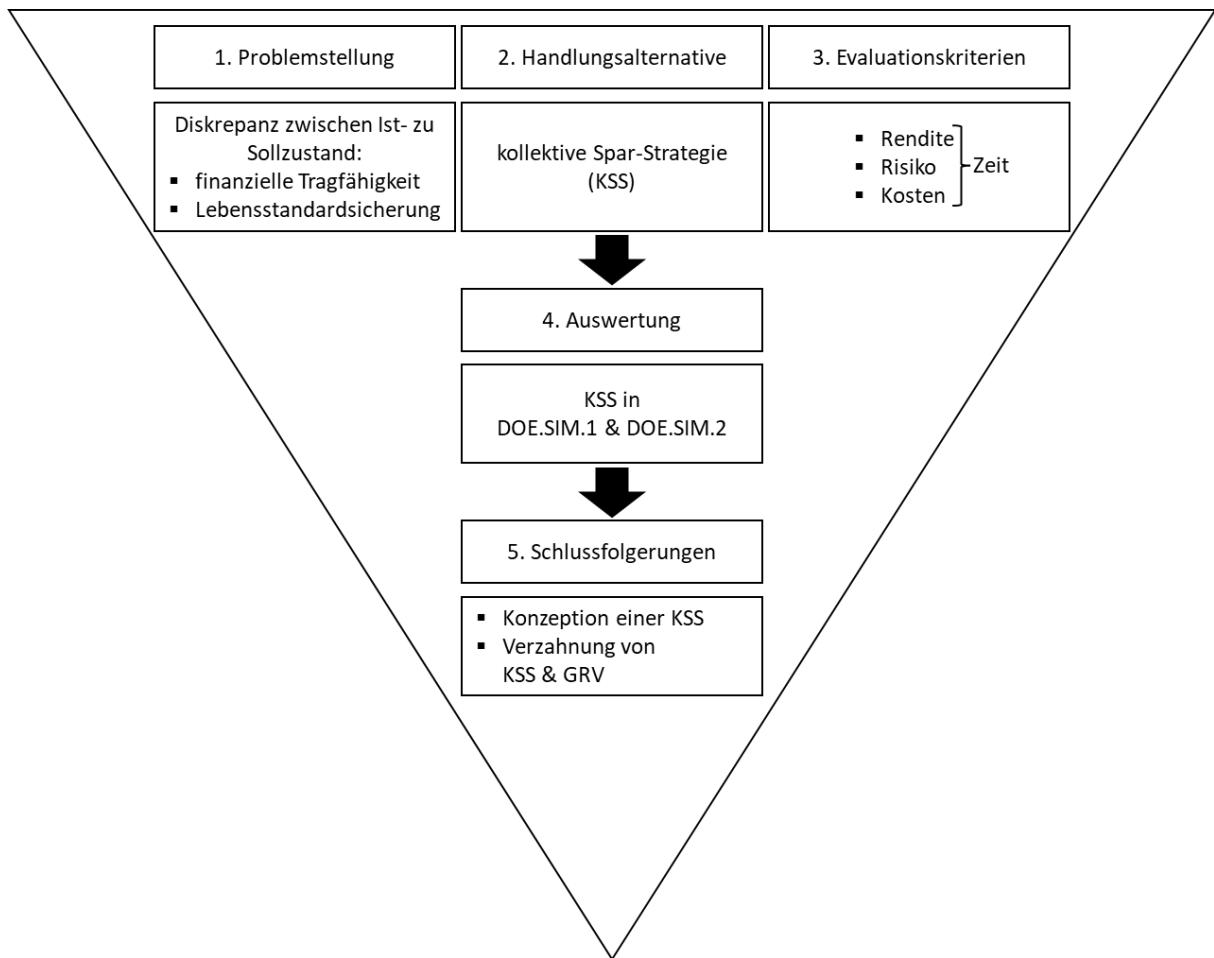 1. Problemstellung
2. Handlungsalternative
3. Evaluationskriterien
Diskrepanz zwischen Ist- zu
Sollzustand:
▪ finanzielle Tragfähigkeit
▪ Lebensstandardsicherung
kollektive Spar-Strategie
(KSS)
▪ Rendite
▪ Risiko
▪ Kosten
Zeit
4. Auswertung
KSS in
DOE.SIM.1 & DOE.SIM.2
5. Schlussfolgerungen
▪ Konzeption einer KSS
▪ Verzahnung von
KSS & GRV